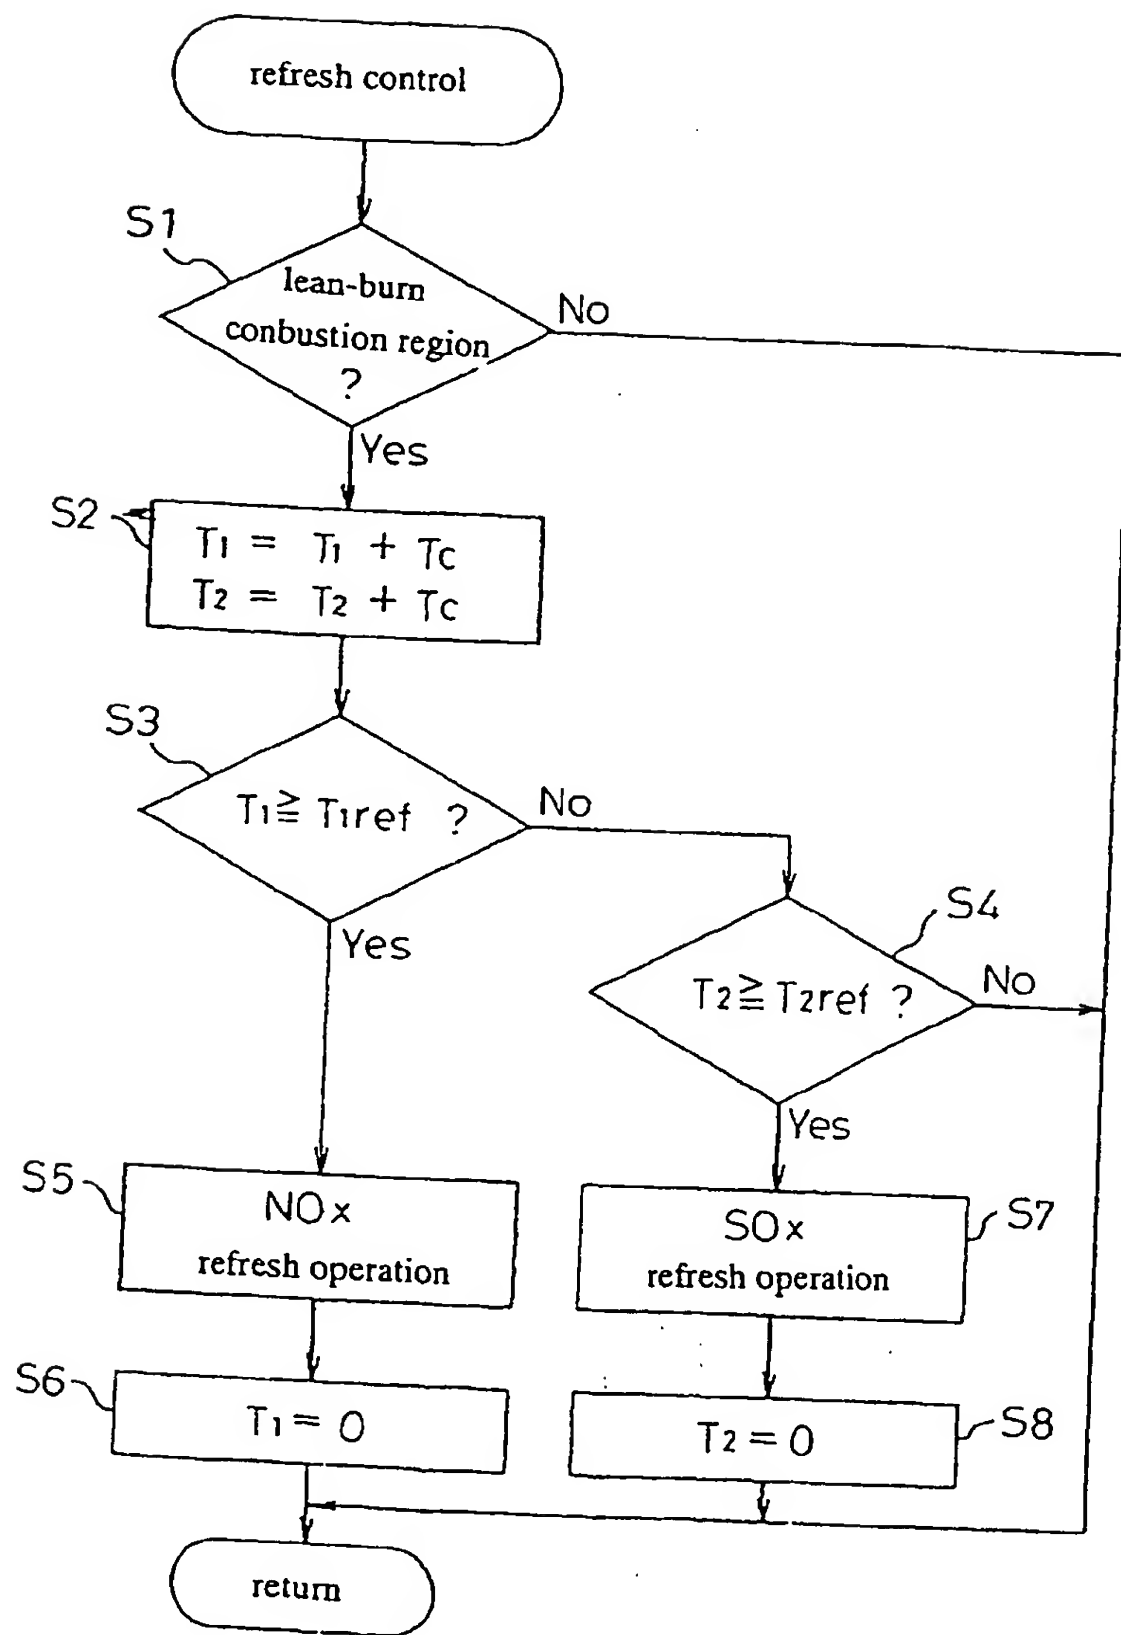 refresh control
S1
lean-burn
conbustion region
?
No
Yes
S2
T1 = T1 + Tc
T2 = T2 + Tc
S3
T1 ≧ T1ref ?
No
Yes
S4
T2 ≧ T2ref ?
No
Yes
S5
NOx
refresh operation
S7
SOx
refresh operation
S6
T1 = 0
S8
T2 = 0
return